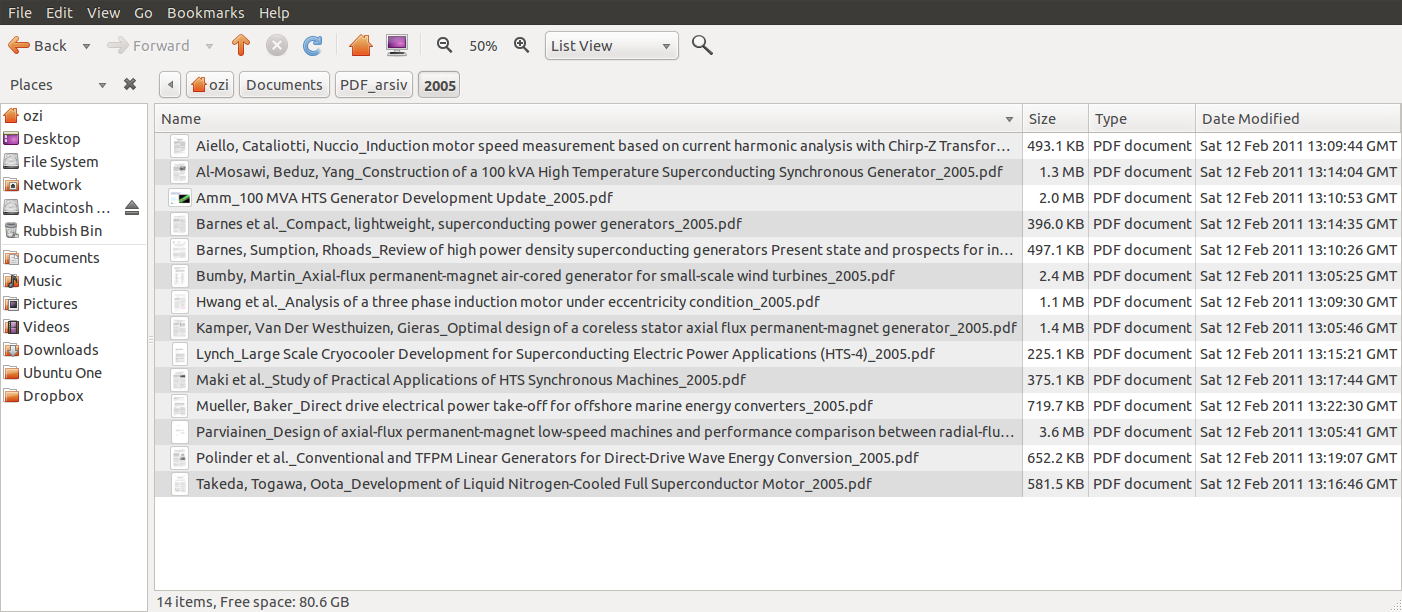 File Edit View Go Bookmarks Help
Back Forward 50% List View
Places ozi Documents PDF_arsiv 2005
ozi
Desktop
File System
Network
Macintosh ...
Rubbish Bin
Documents
Music
Pictures
Videos
Downloads
Ubuntu One
Dropbox
Name Size Type Date Modified
Aiello, Cataliotti, Nuccio_Induction motor speed measurement based on current harmonic analysis with Chirp-Z Transfor... 493.1 KB PDF document Sat 12 Feb 2011 13:09:44 GMT
Al-Mosawi, Beduz, Yang_Construction of a 100 kVA High Temperature Superconducting Synchronous Generator_2005.pdf 1.3 MB PDF document Sat 12 Feb 2011 13:14:04 GMT
Amm_100 MVA HTS Generator Development Update_2005.pdf 2.0 MB PDF document Sat 12 Feb 2011 13:10:53 GMT
Barnes et al._Compact, lightweight, superconducting power generators_2005.pdf 396.0 KB PDF document Sat 12 Feb 2011 13:14:35 GMT
Barnes, Sumption, Rhoads_Review of high power density superconducting generators Present state and prospects for in... 497.1 KB PDF document Sat 12 Feb 2011 13:10:26 GMT
Bumby, Martin_Axial-flux permanent-magnet air-cored generator for small-scale wind turbines_2005.pdf 2.4 MB PDF document Sat 12 Feb 2011 13:05:25 GMT
Hwang et al._Analysis of a three phase induction motor under eccentricity condition_2005.pdf 1.1 MB PDF document Sat 12 Feb 2011 13:09:30 GMT
Kamper, Van Der Westhuizen, Gieras_Optimal design of a coreless stator axial flux permanent-magnet generator_2005.pdf 1.4 MB PDF document Sat 12 Feb 2011 13:05:46 GMT
Lynch_Large Scale Cryocooler Development for Superconducting Electric Power Applications (HTS-4)_2005.pdf 225.1 KB PDF document Sat 12 Feb 2011 13:15:21 GMT
Maki et al._Study of Practical Applications of HTS Synchronous Machines_2005.pdf 375.1 KB PDF document Sat 12 Feb 2011 13:17:44 GMT
Mueller, Baker_Direct drive electrical power take-off for offshore marine energy converters_2005.pdf 719.7 KB PDF document Sat 12 Feb 2011 13:22:30 GMT
Parviainen_Design of axial-flux permanent-magnet low-speed machines and performance comparison between radial-flu... 3.6 MB PDF document Sat 12 Feb 2011 13:05:41 GMT
Polinder et al._Conventional and TFPM Linear Generators for Direct-Drive Wave Energy Conversion_2005.pdf 652.2 KB PDF document Sat 12 Feb 2011 13:19:07 GMT
Takeda, Togawa, Oota_Development of Liquid Nitrogen-Cooled Full Superconductor Motor_2005.pdf 581.5 KB PDF document Sat 12 Feb 2011 13:16:46 GMT
14 items, Free space: 80.6 GB